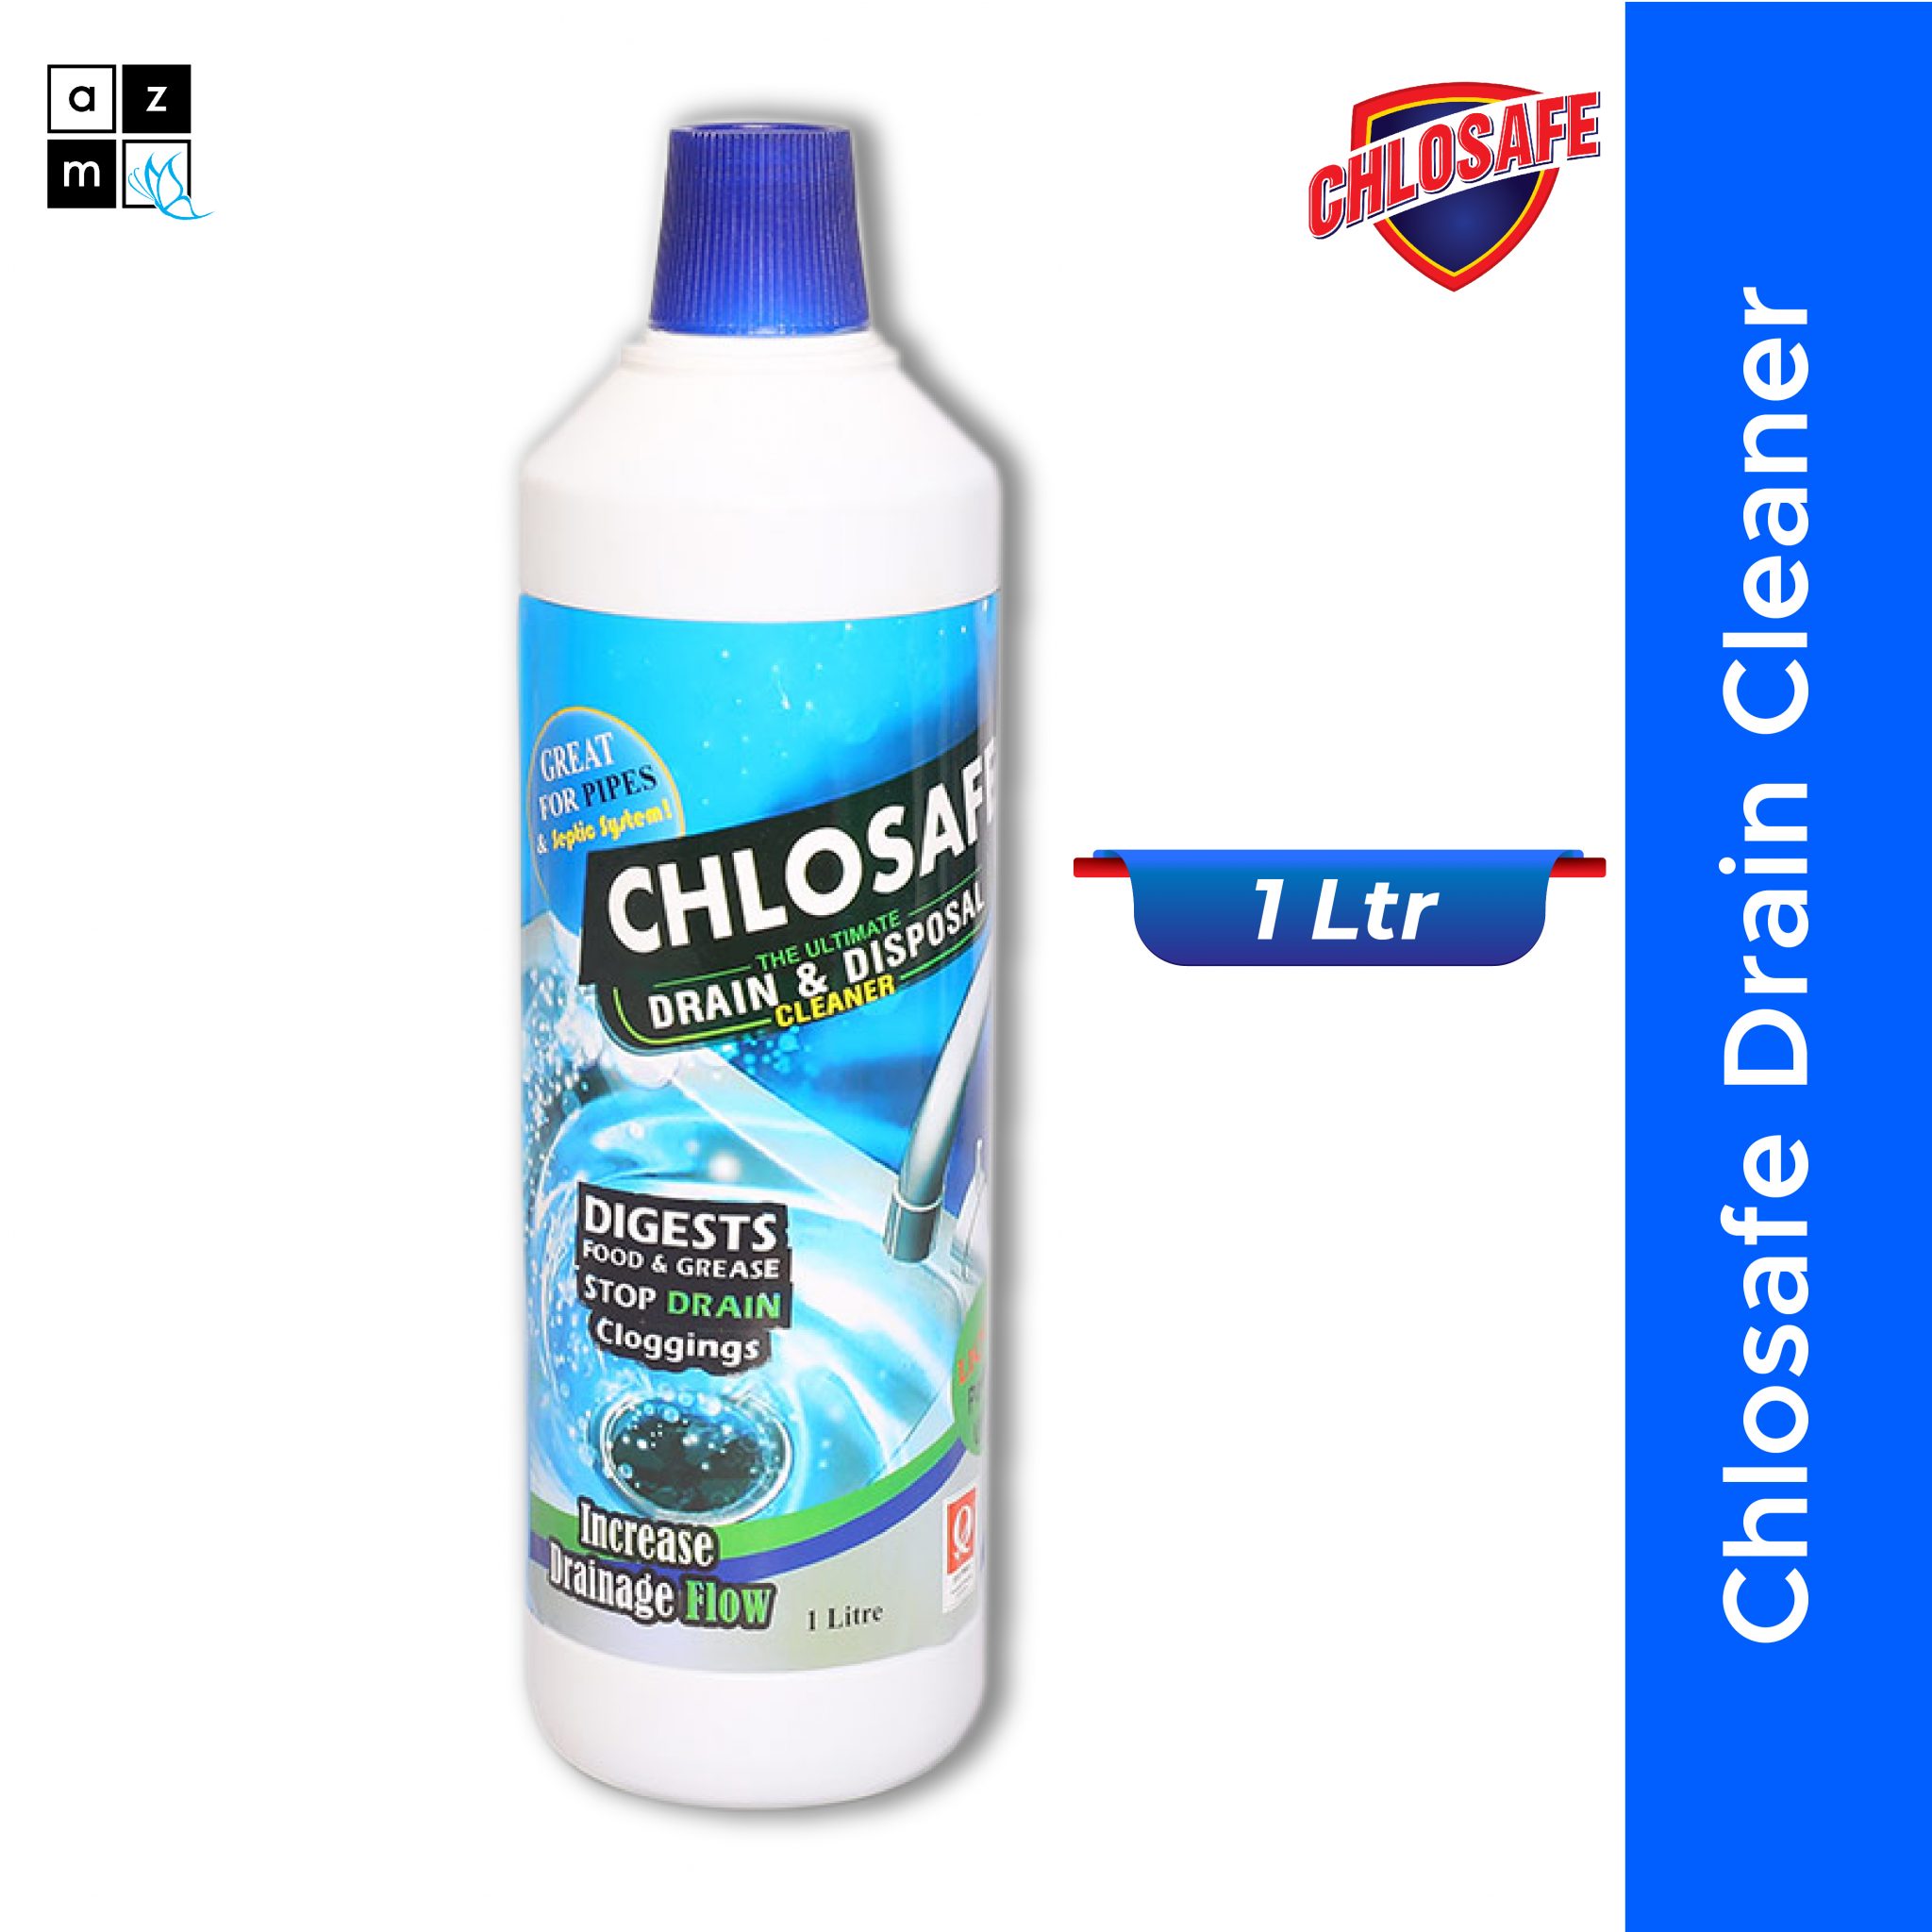 a z
m
CHLOSAFE
GREAT
FOR PIPES
& Septic System!
CHLOSAFE
THE ULTIMATE
DRAIN & DISPOSAL
CLEANER
DIGESTS
FOOD & GREASE
STOP DRAIN
Cloggings
Increase
Drainage Flow
1 Litre
1 Ltr
Chlosafe Drain Cleaner